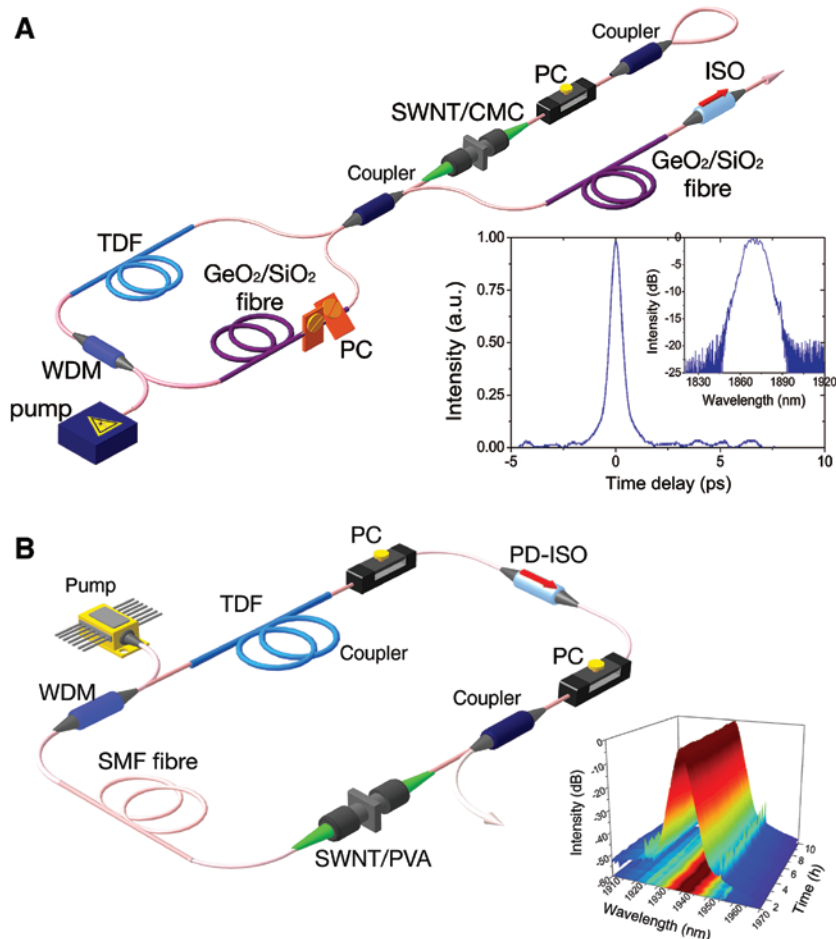 A
Coupler
PC
ISO
SWNT/CMC
Coupler
GeO₂/SiO₂
fibre
TDF
GeO₂/SiO₂
fibre
PC
WDM
pump
Intensity (a.u.)
1.00
0.75
0.50
0.25
0.00
-5
0
5
10
Time delay (ps)
Intensity (dB)
0
-5
-10
-15
-20
-25
1830
1860
1890
1920
Wavelength (nm)
B
PC
PD-ISO
Pump
TDF
Coupler
PC
WDM
Coupler
SMF fibre
SWNT/PVA
Intensity (dB)
0
-10
-20
-30
-40
-50
-60
1910
1920
1930
1940
1950
1960
1970
Wavelength (nm)
2
4
6
8
10
Time (h)